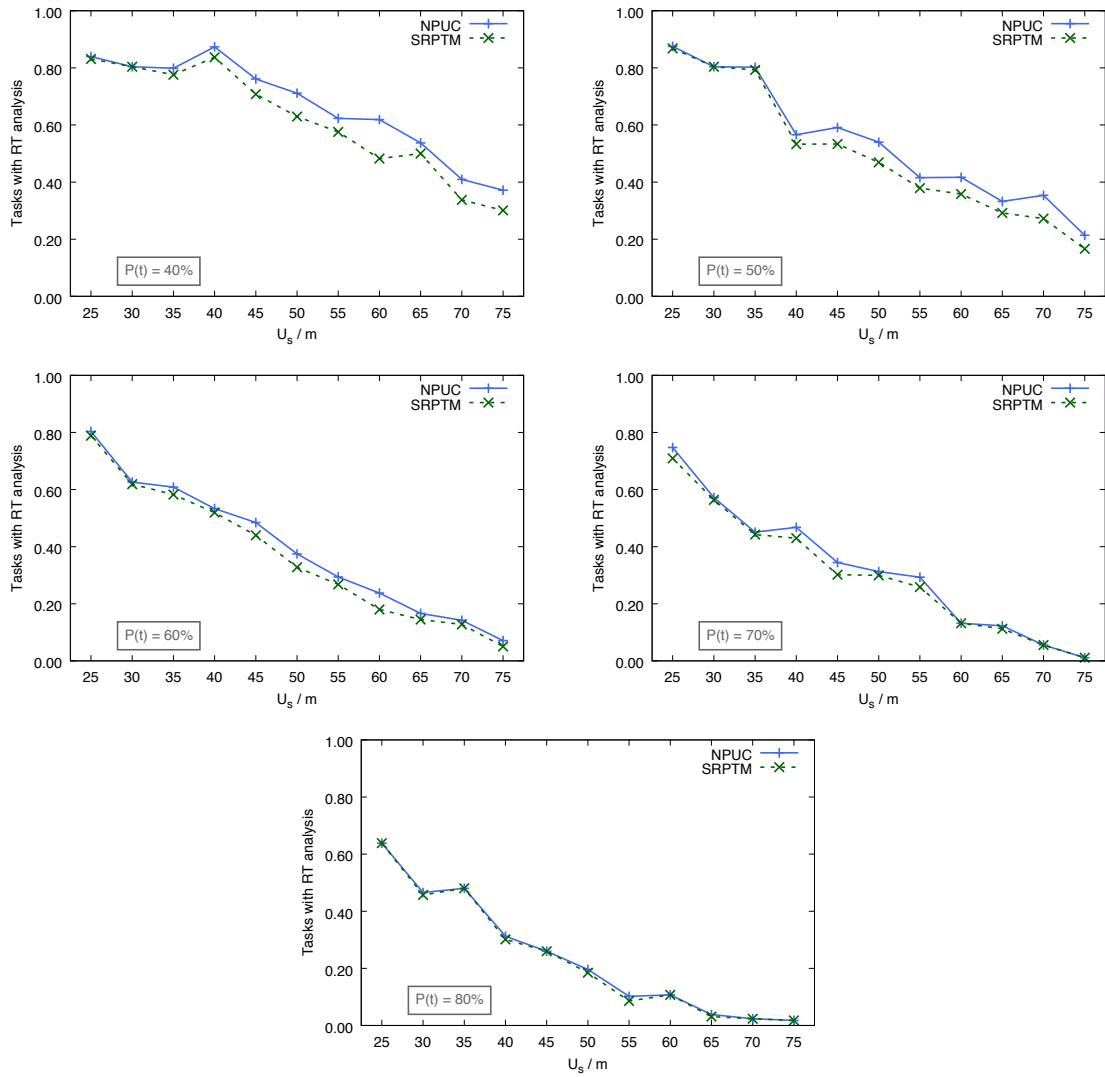 1.00
0.80
0.60
0.40
0.20
0.00
Tasks with RT analysis
NPUC
SRPTM
P(t) = 40%
25 30 35 40 45 50 55 60 65 70 75
U_s / m
1.00
0.80
0.60
0.40
0.20
0.00
Tasks with RT analysis
NPUC
SRPTM
P(t) = 50%
25 30 35 40 45 50 55 60 65 70 75
U_s / m
1.00
0.80
0.60
0.40
0.20
0.00
Tasks with RT analysis
NPUC
SRPTM
P(t) = 60%
25 30 35 40 45 50 55 60 65 70 75
U_s / m
1.00
0.80
0.60
0.40
0.20
0.00
Tasks with RT analysis
NPUC
SRPTM
P(t) = 70%
25 30 35 40 45 50 55 60 65 70 75
U_s / m
1.00
0.80
0.60
0.40
0.20
0.00
Tasks with RT analysis
NPUC
SRPTM
P(t) = 80%
25 30 35 40 45 50 55 60 65 70 75
U_s / m